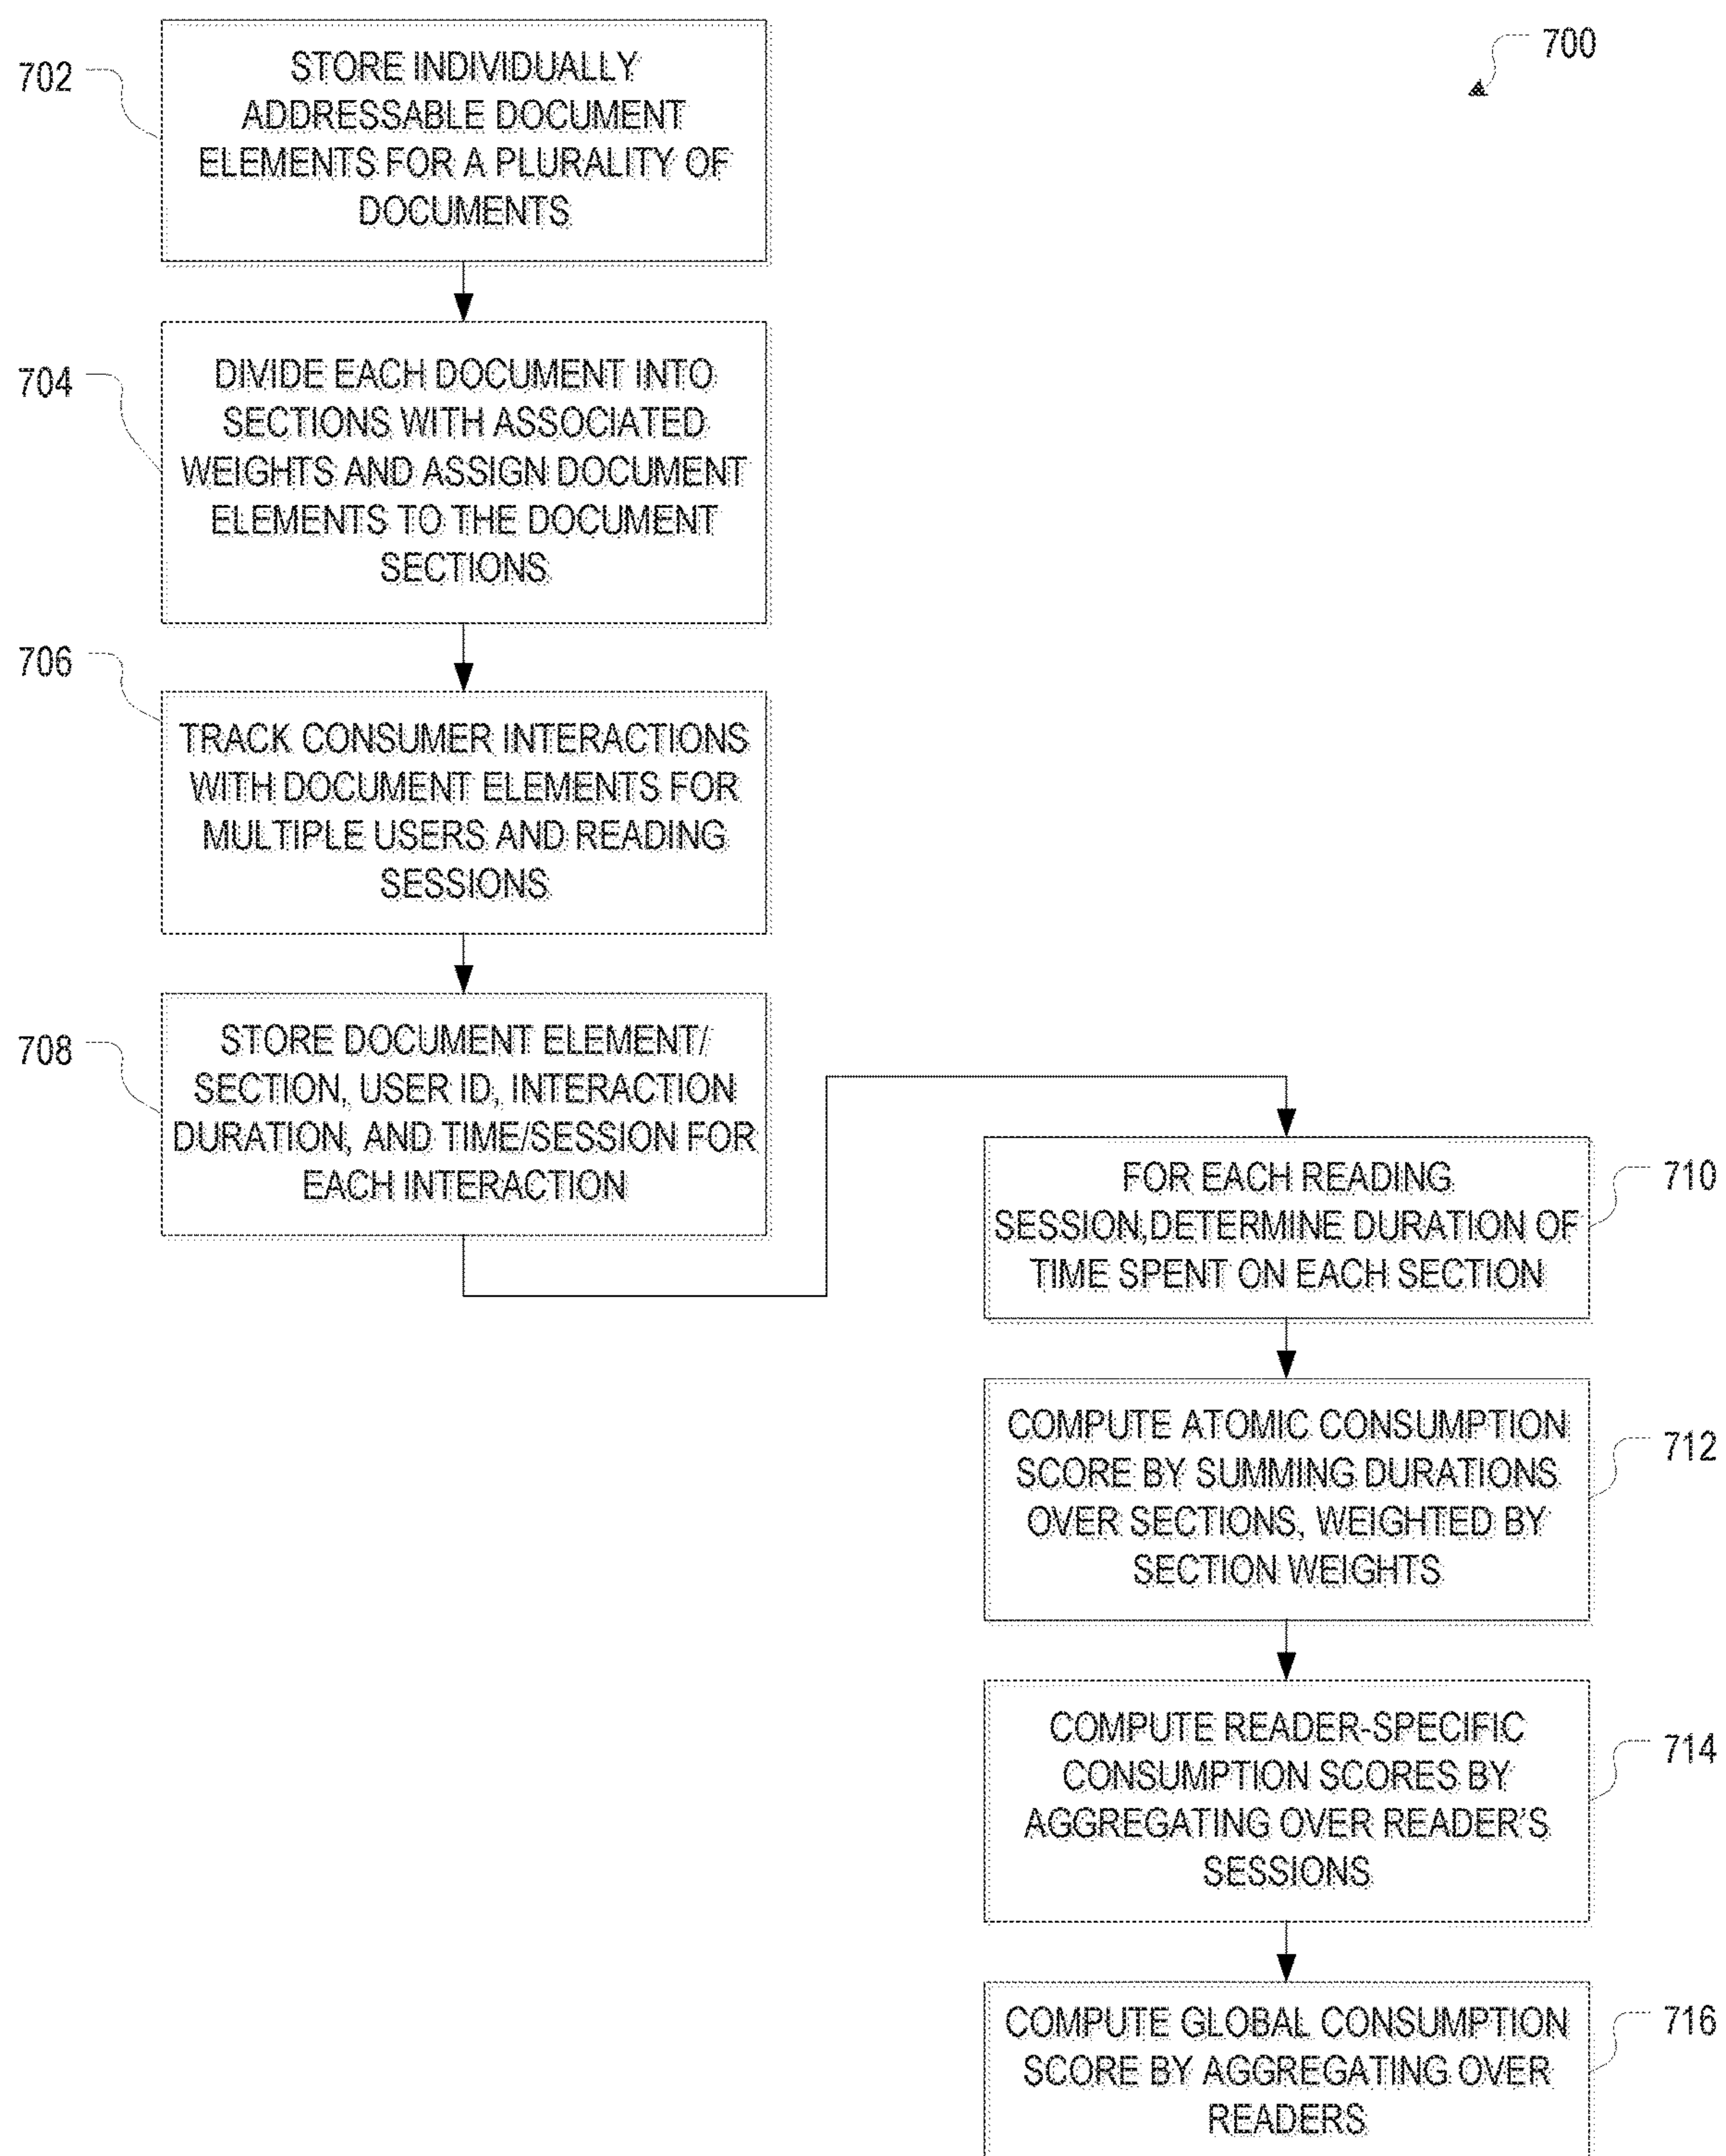 700
702
STORE INDIVIDUALLY
ADDRESSABLE DOCUMENT
ELEMENTS FOR A PLURALITY OF
DOCUMENTS
704
DIVIDE EACH DOCUMENT INTO
SECTIONS WITH ASSOCIATED
WEIGHTS AND ASSIGN DOCUMENT
ELEMENTS TO THE DOCUMENT
SECTIONS
706
TRACK CONSUMER INTERACTIONS
WITH DOCUMENT ELEMENTS FOR
MULTIPLE USERS AND READING
SESSIONS
708
STORE DOCUMENT ELEMENT/
SECTION, USER ID, INTERACTION
DURATION, AND TIME/SESSION FOR
EACH INTERACTION
710
FOR EACH READING
SESSION,DETERMINE DURATION OF
TIME SPENT ON EACH SECTION
712
COMPUTE ATOMIC CONSUMPTION
SCORE BY SUMMING DURATIONS
OVER SECTIONS, WEIGHTED BY
SECTION WEIGHTS
714
COMPUTE READER-SPECIFIC
CONSUMPTION SCORES BY
AGGREGATING OVER READER'S
SESSIONS
716
COMPUTE GLOBAL CONSUMPTION
SCORE BY AGGREGATING OVER
READERS